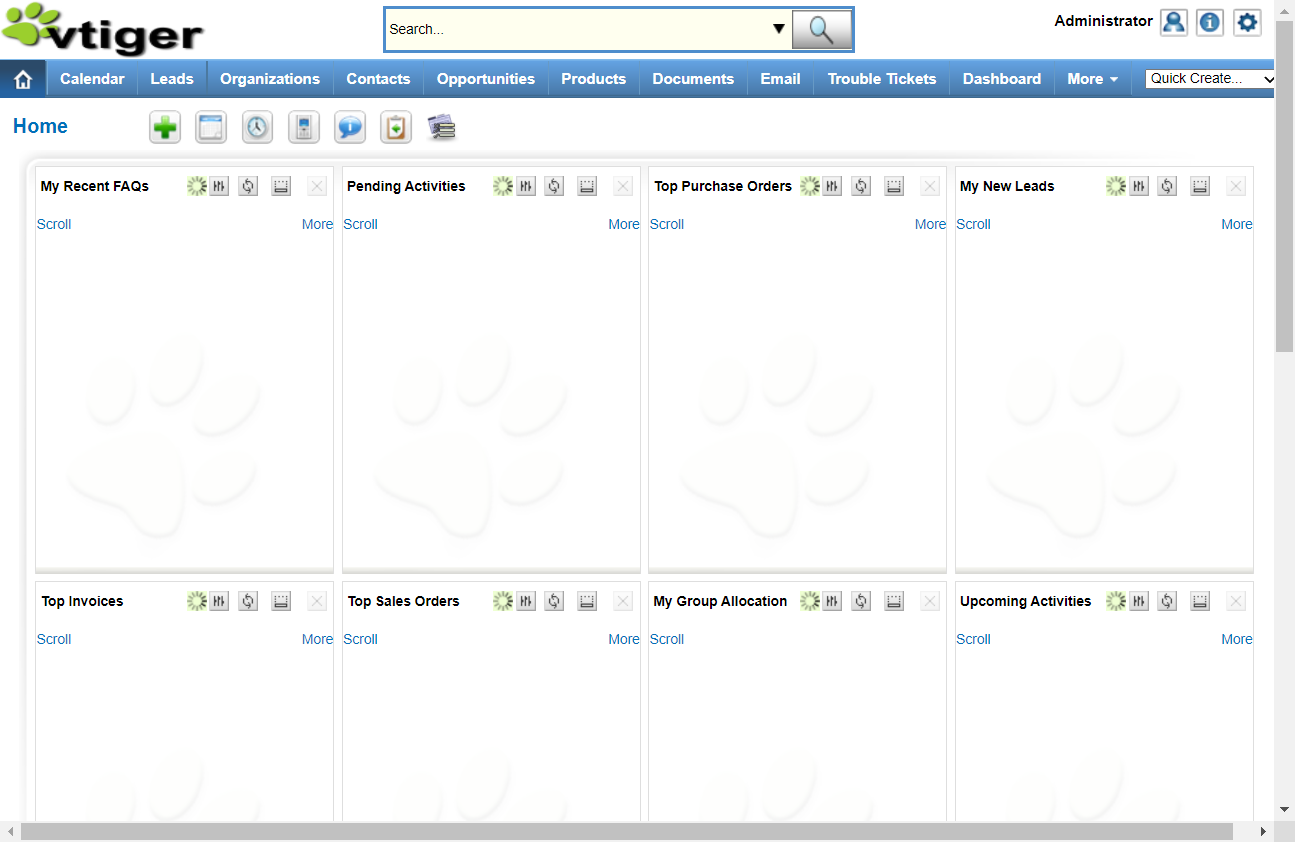 vtiger
Search...
Administrator
Calendar Leads Organizations Contacts Opportunities Products Documents Email Trouble Tickets Dashboard More Quick Create...
Home
My Recent FAQs Pending Activities Top Purchase Orders My New Leads
Scroll More Scroll More Scroll More Scroll More
Top Invoices Top Sales Orders My Group Allocation Upcoming Activities
Scroll More Scroll More Scroll Scroll More